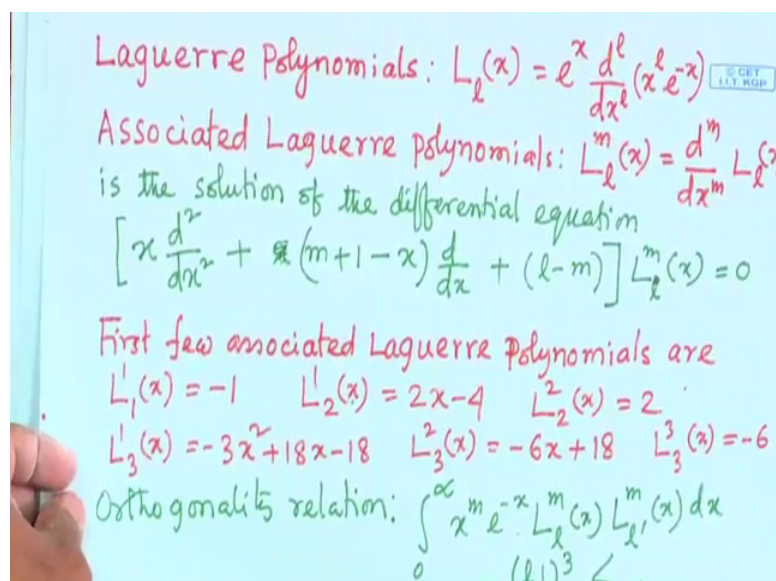 Laguerre Polynomials: L_l(x) = e^x d^l/dx^l (x^l e^-x)
© CET
I.I.T. KGP
Associated Laguerre polynomials: L_l^m(x) = d^m/dx^m L_l(x
is the solution of the differential equation
[x d²/dx² + (m+1-x) d/dx + (l-m)] L_l^m(x) = 0
First few associated Laguerre Polynomials are
L_1^1(x) = -1 L_2^1(x) = 2x-4 L_2^2(x) = 2
L_3^1(x) = -3x²+18x-18 L_3^2(x) = -6x+18 L_3^3(x) = -6
Orthogonality relation: ∫_0^∞ x^m e^-x L_l^m(x) L_l'^m(x) dx
(l!)^3